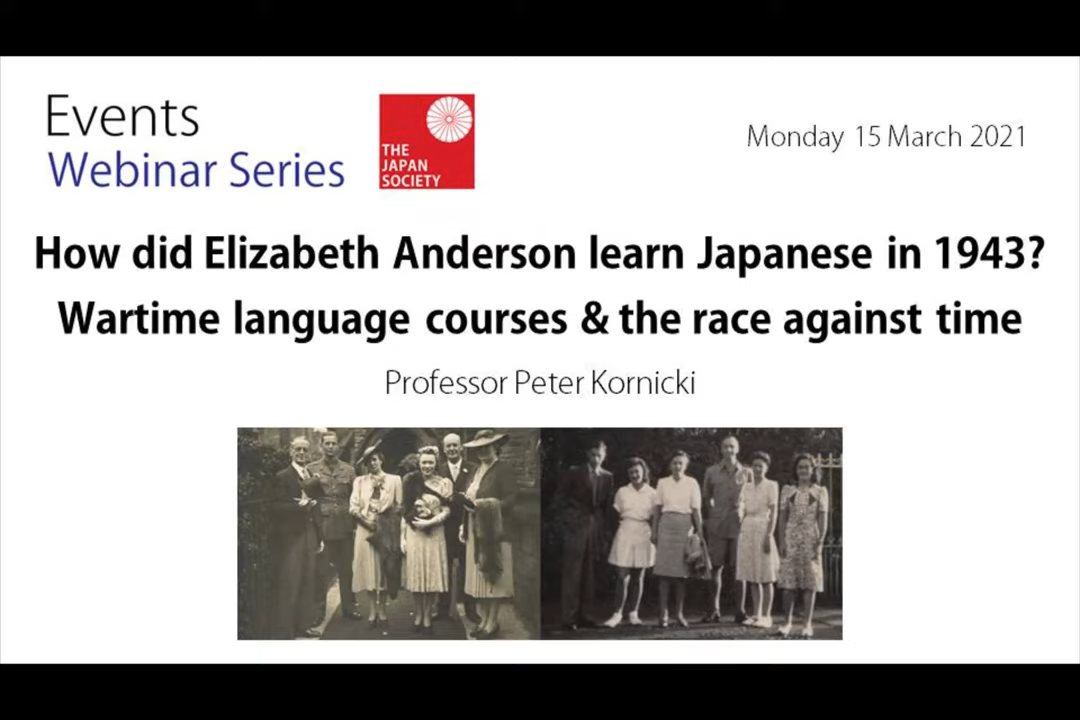 Events
Webinar Series
THE
JAPAN
SOCIETY
Monday 15 March 2021
How did Elizabeth Anderson learn Japanese in 1943?
Wartime language courses & the race against time
Professor Peter Kornicki